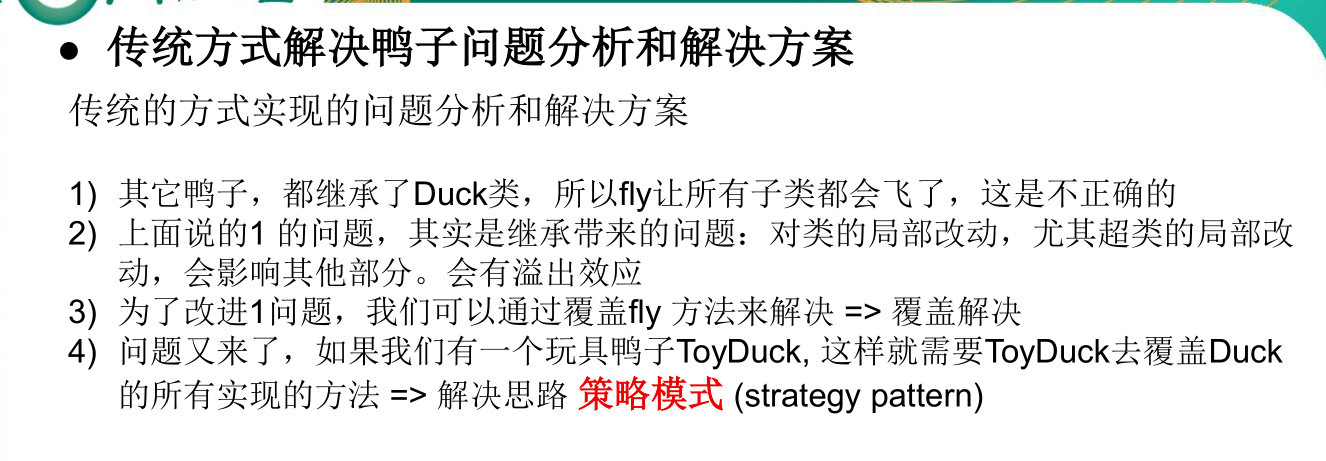 ● 传统方式解决鸭子问题分析和解决方案
传统的方式实现的问题分析和解决方案
1) 其它鸭子，都继承了Duck类，所以fly让所有子类都会飞了，这是不正确的
2) 上面说的1 的问题，其实是继承带来的问题：对类的局部改动，尤其超类的局部改
动，会影响其他部分。会有溢出效应
3) 为了改进1问题，我们可以通过覆盖fly 方法来解决 => 覆盖解决
4) 问题又来了，如果我们有一个玩具鸭子ToyDuck, 这样就需要ToyDuck去覆盖Duck
的所有实现的方法 => 解决思路 策略模式 (strategy pattern)